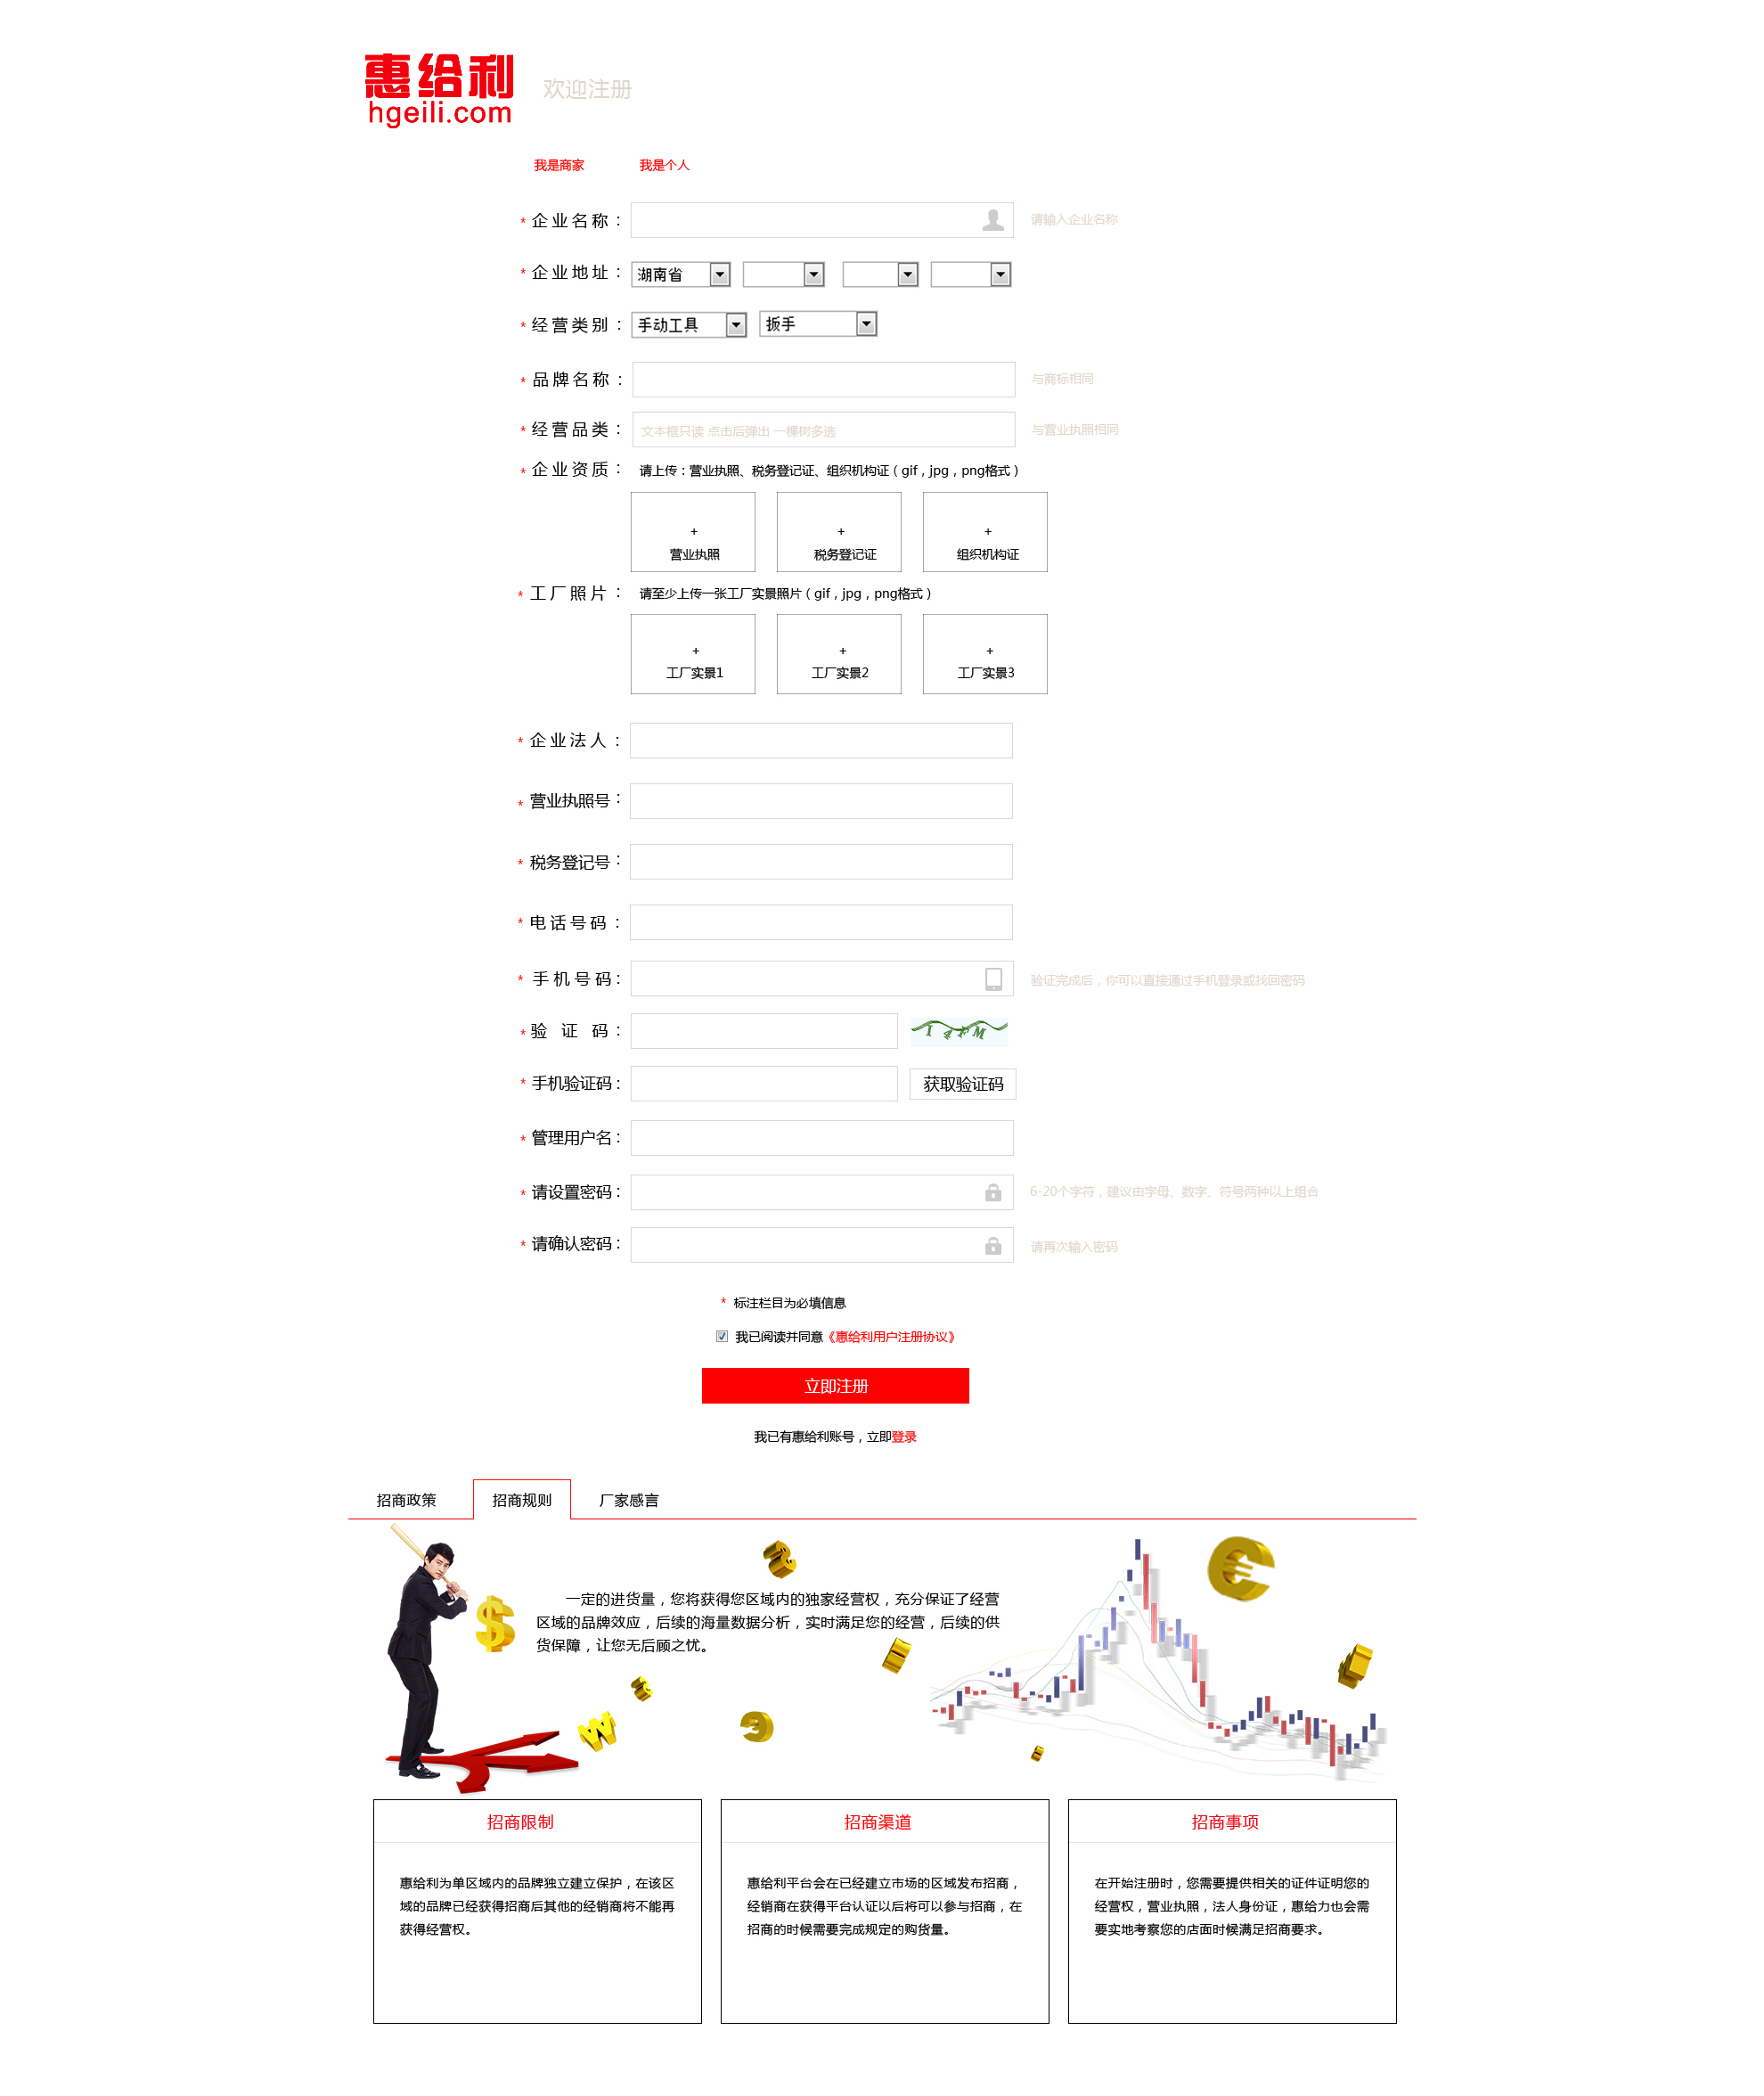 惠给利
hgeili.com
欢迎注册
我是商家 我是个人
* 企业名称： 请输入企业名称
* 企业地址： 湖南省
* 经营类别： 手动工具 扳手
* 品牌名称： 与商标相同
* 经营品类： 文本框只读 点击后弹出 一棵树多选 与营业执照相同
* 企业资质： 请上传：营业执照、税务登记证、组织机构证（gif，jpg，png格式）
+ + +
营业执照 税务登记证 组织机构证
* 工厂照片： 请至少上传一张工厂实景照片（gif，jpg，png格式）
+ + +
工厂实景1 工厂实景2 工厂实景3
* 企业法人：
* 营业执照号：
* 税务登记号：
* 电话号码：
* 手机号码： 验证完成后，你可以直接通过手机登录或找回密码
* 验证码：
* 手机验证码： 获取验证码
* 管理用户名：
* 请设置密码： 6-20个字符，建议由字母、数字、符号两种以上组合
* 请确认密码： 请再次输入密码
* 标注栏目为必填信息
我已阅读并同意《惠给利用户注册协议》
立即注册
我已有惠给利账号，立即登录
招商政策 招商规则 厂家感言
一定的进货量，您将获得您区域内的独家经营权，充分保证了经营
区域的品牌效应，后续的海量数据分析，实时满足您的经营，后续的供
货保障，让您无后顾之忧。
招商限制
惠给利为单区域内的品牌独立建立保护，在该区
域的品牌已经获得招商后其他的经销商将不能再
获得经营权。
招商渠道
惠给利平台会在已经建立市场的区域发布招商，
经销商在获得平台认证以后将可以参与招商，在
招商的时候需要完成规定的购货量。
招商事项
在开始注册时，您需要提供相关的证件证明您的
经营权，营业执照，法人身份证，惠给力也会需
要实地考察您的店面时候满足招商要求。